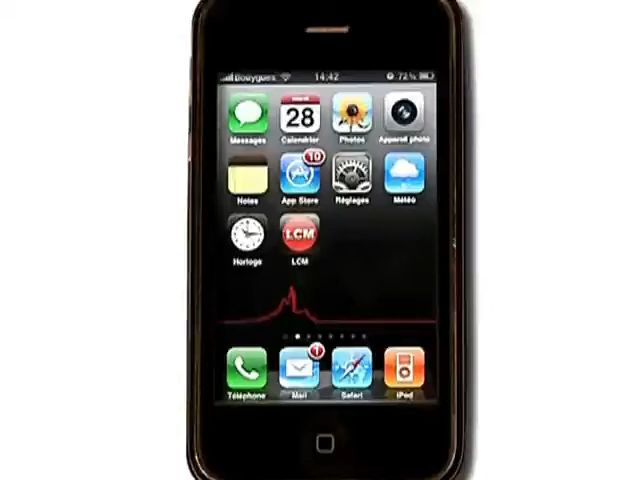 Bouygues 14:42 72 %
28
Messages Calendrier Photos Appareil photo
10
Notes App Store Réglages Météo
LCM
Horloge LCM
1
Téléphone Mail Safari iPod